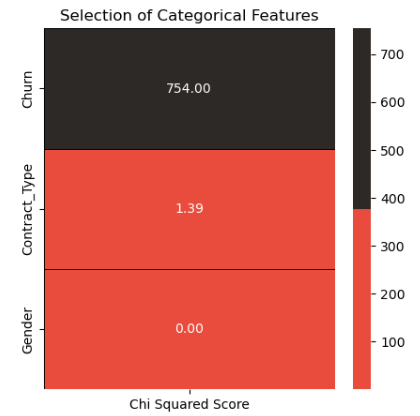 Selection of Categorical Features
Churn
754.00
Contract_Type
1.39
Gender
0.00
Chi Squared Score
700
600
500
400
300
200
100